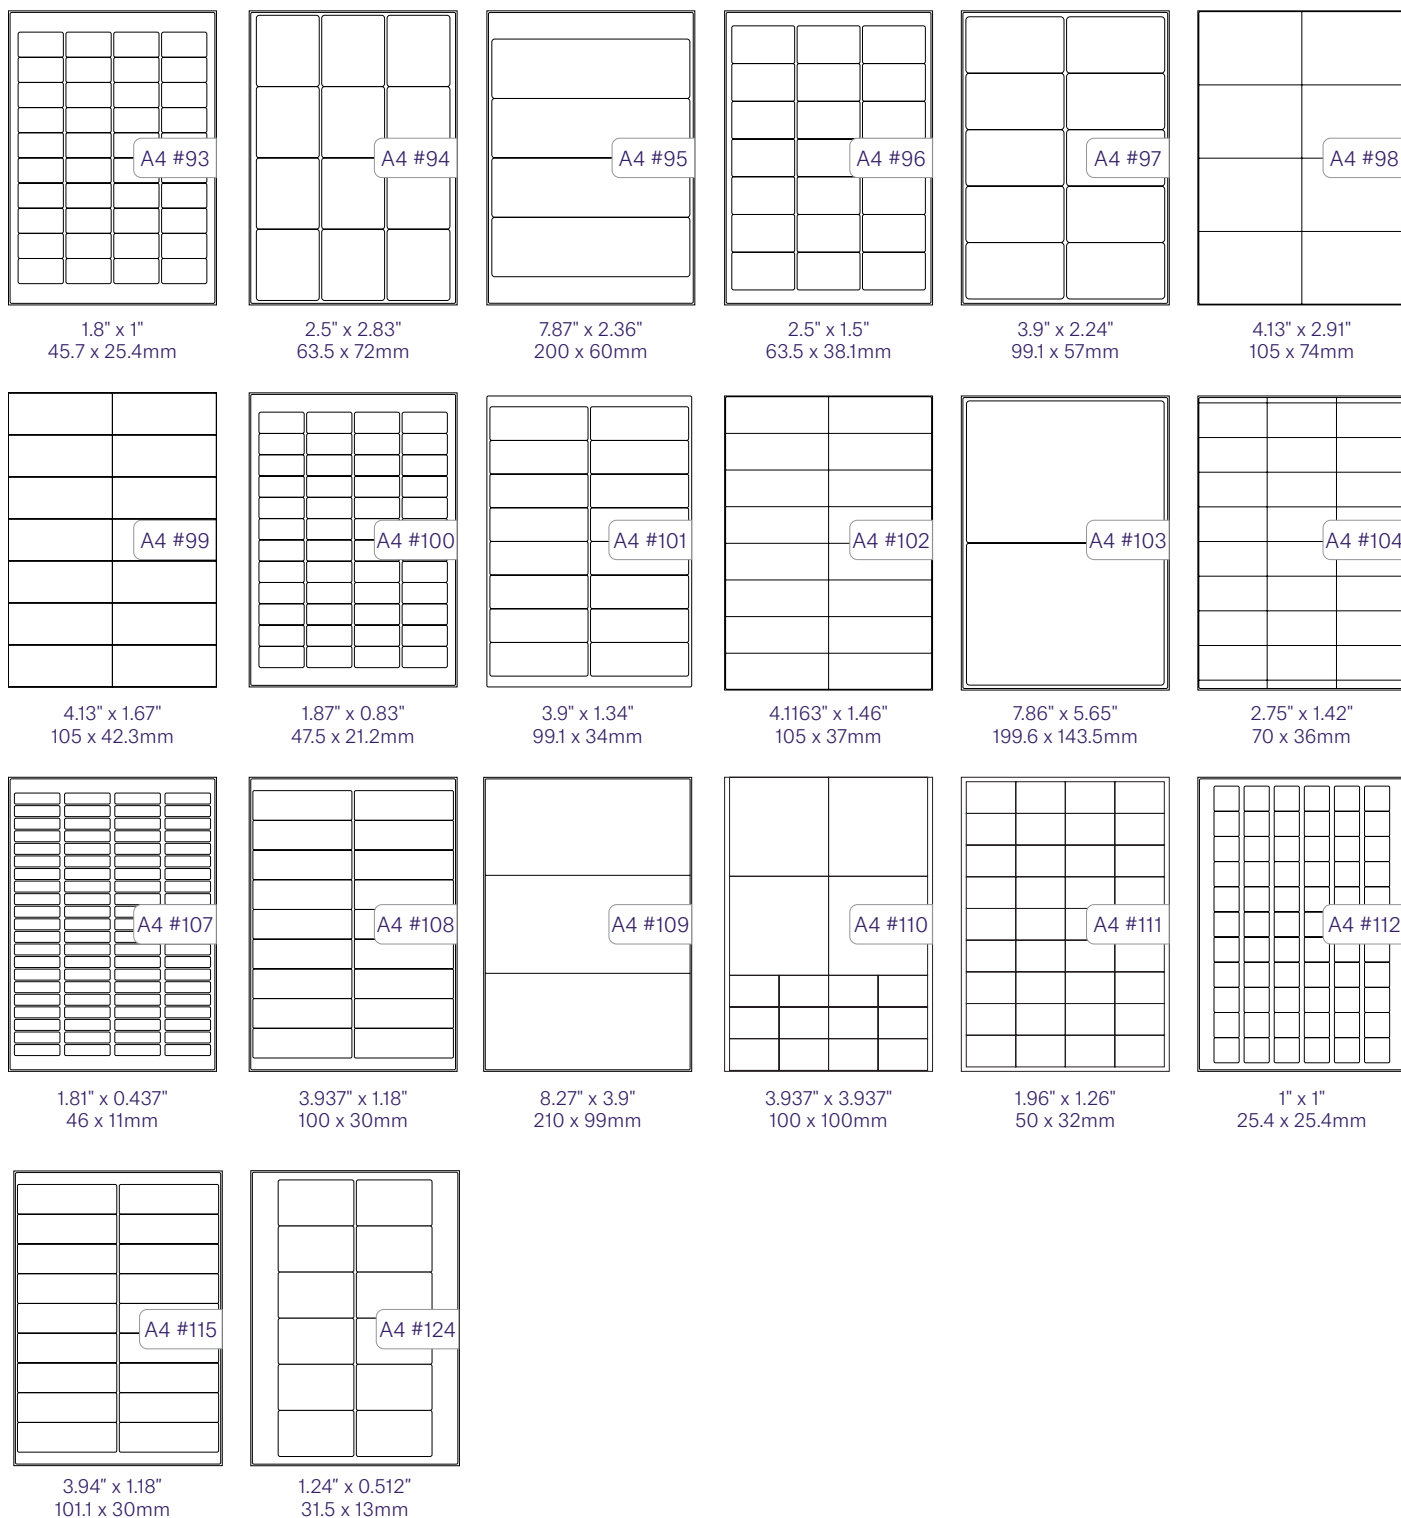 A4 #93
1.8" x 1"
45.7 x 25.4mm
A4 #94
2.5" x 2.83"
63.5 x 72mm
A4 #95
7.87" x 2.36"
200 x 60mm
A4 #96
2.5" x 1.5"
63.5 x 38.1mm
A4 #97
3.9" x 2.24"
99.1 x 57mm
A4 #98
4.13" x 2.91"
105 x 74mm
A4 #99
4.13" x 1.67"
105 x 42.3mm
A4 #100
1.87" x 0.83"
47.5 x 21.2mm
A4 #101
3.9" x 1.34"
99.1 x 34mm
A4 #102
4.1163" x 1.46"
105 x 37mm
A4 #103
7.86" x 5.65"
199.6 x 143.5mm
A4 #104
2.75" x 1.42"
70 x 36mm
A4 #107
1.81" x 0.437"
46 x 11mm
A4 #108
3.937" x 1.18"
100 x 30mm
A4 #109
8.27" x 3.9"
210 x 99mm
A4 #110
3.937" x 3.937"
100 x 100mm
A4 #111
1.96" x 1.26"
50 x 32mm
A4 #112
1" x 1"
25.4 x 25.4mm
A4 #115
3.94" x 1.18"
101.1 x 30mm
A4 #124
1.24" x 0.512"
31.5 x 13mm